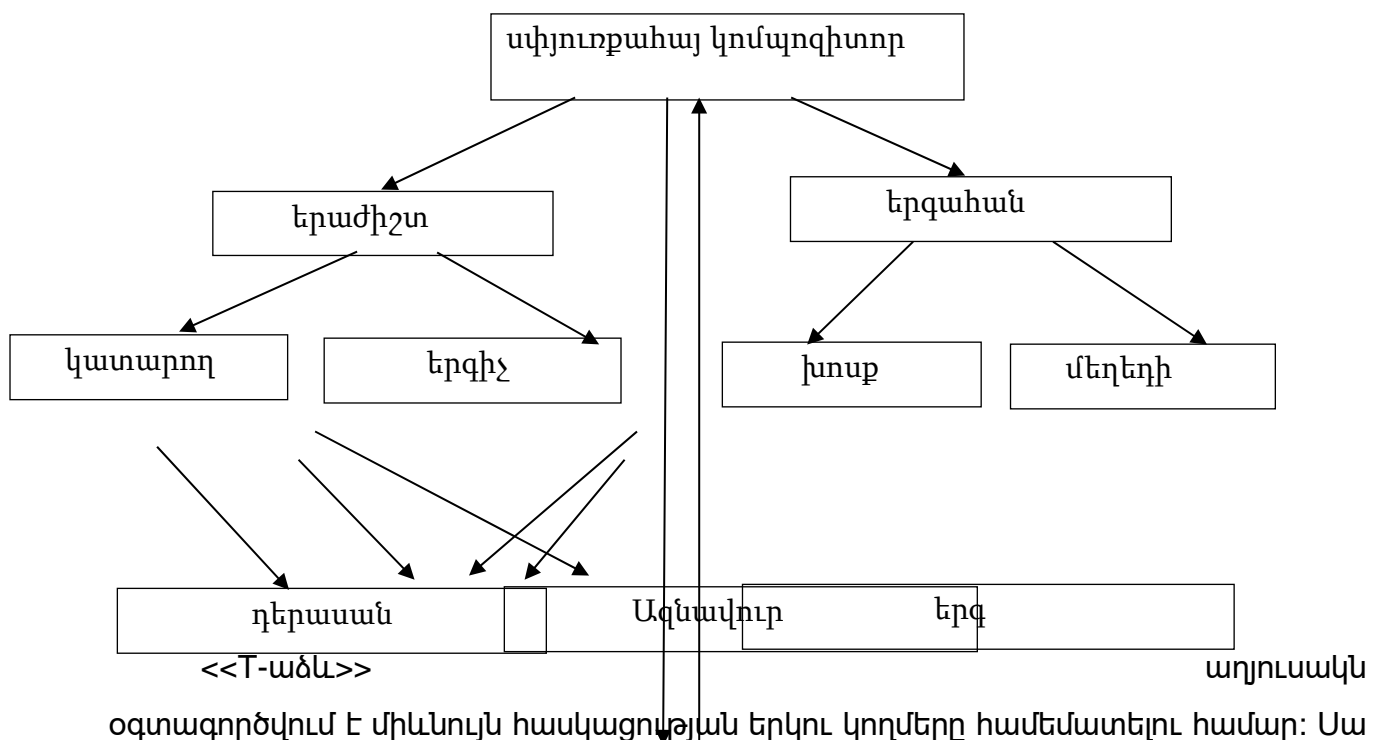 սփյուռքահայ կոմպոզիտոր
երաժիշտ
երգահան
կատարող
երգիչ
խոսք
մեղեդի
դերասան
Ազնավուր
երգ
<<T-աձև>> աղյուսակն
օգտագործվում է միևնույն հասկացության երկու կողմերը համեմատելու համար: Սա